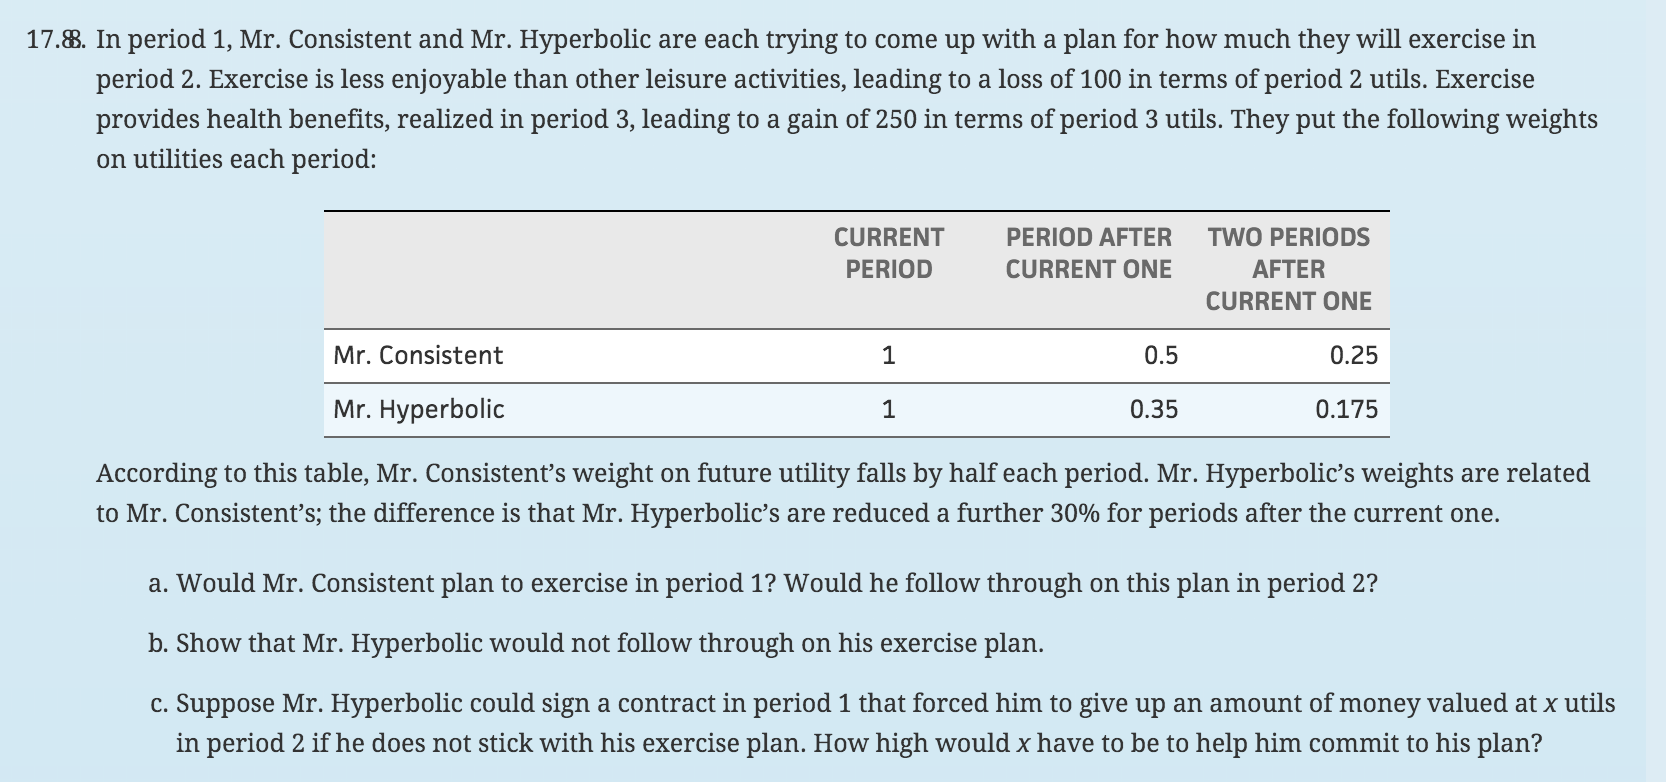 17.8. In period 1, Mr. Consistent and Mr. Hyperbolic are each trying to come up with a plan for how much they will exercise in
period 2. Exercise is less enjoyable than other leisure activities, leading to a loss of 100 in terms of period 2 utils. Exercise
provides health benefits, realized in period 3, leading to a gain of 250 in terms of period 3 utils. They put the following weights
on utilities each period:
CURRENT PERIOD AFTER TWO PERIODS
PERIOD CURRENT ONE AFTER
CURRENT ONE
Mr. Consistent 1 0.5 0.25
Mr. Hyperbolic 1 0.35 0.175
According to this table, Mr. Consistent’s weight on future utility falls by half each period. Mr. Hyperbolic’s weights are related
to Mr. Consistent’s; the difference is that Mr. Hyperbolic’s are reduced a further 30% for periods after the current one.
a. Would Mr. Consistent plan to exercise in period 1? Would he follow through on this plan in period 2?
b. Show that Mr. Hyperbolic would not follow through on his exercise plan.
c. Suppose Mr. Hyperbolic could sign a contract in period 1 that forced him to give up an amount of money valued at x utils
in period 2 if he does not stick with his exercise plan. How high would x have to be to help him commit to his plan?